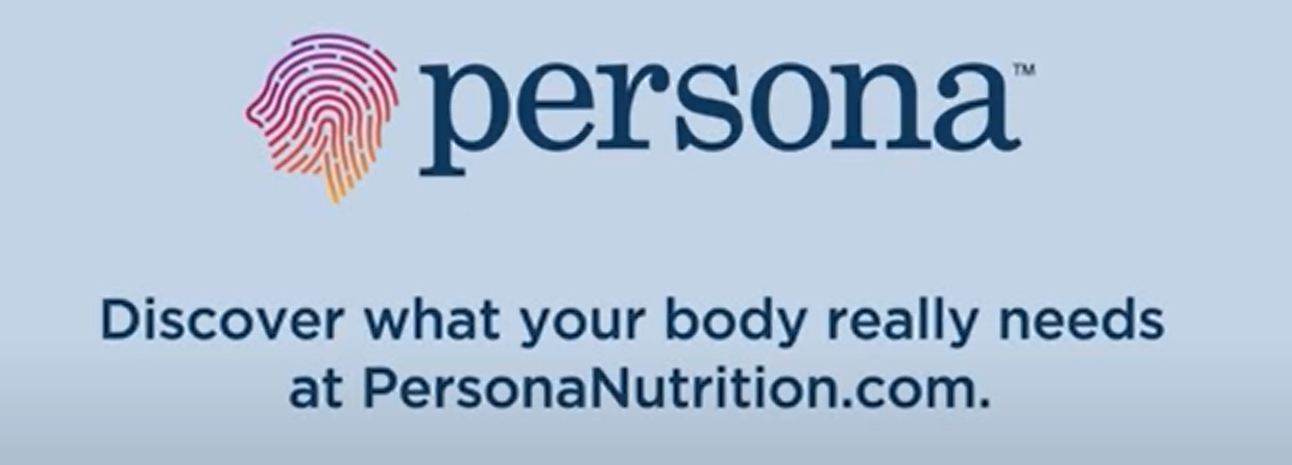 persona™
Discover what your body really needs
at PersonaNutrition.com.